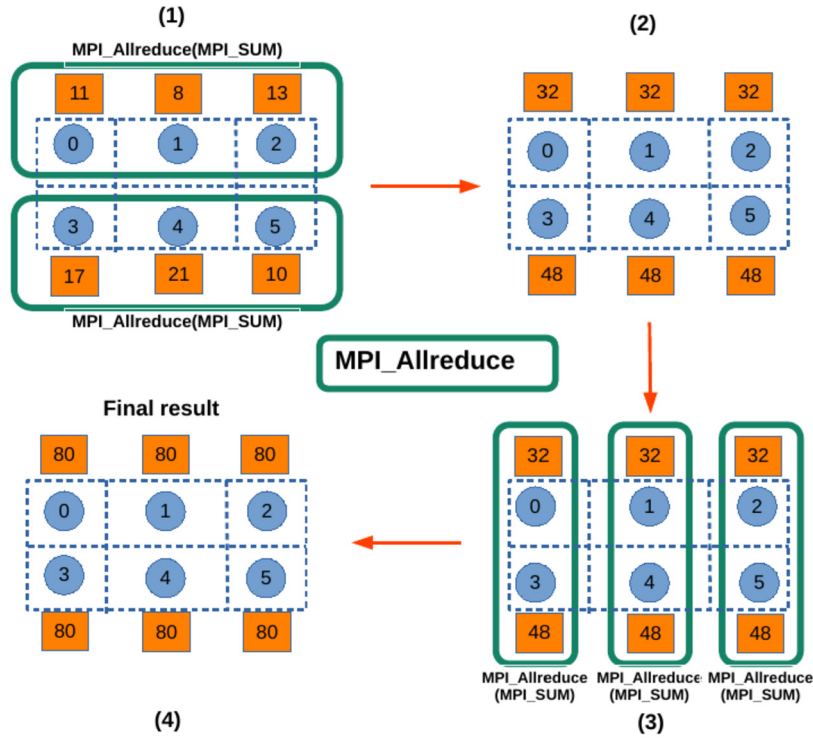 (1)
MPI_Allreduce(MPI_SUM)
11 8 13
0 1 2
3 4 5
17 21 10
MPI_Allreduce(MPI_SUM)
(2)
32 32 32
0 1 2
3 4 5
48 48 48
MPI_Allreduce
Final result
80 80 80
0 1 2
3 4 5
80 80 80
(4)
32 32 32
0 1 2
3 4 5
48 48 48
MPI_Allreduce MPI_Allreduce MPI_Allreduce
(MPI_SUM) (MPI_SUM) (MPI_SUM)
(3)